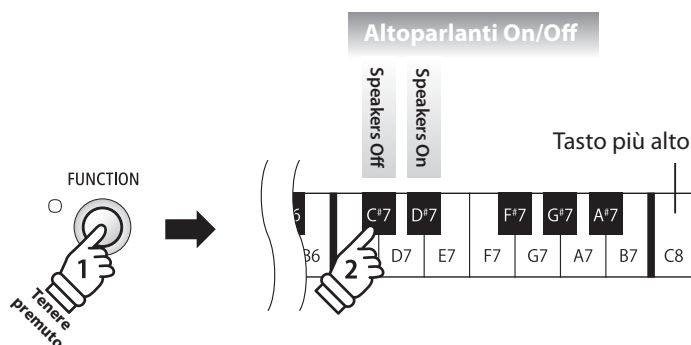 Altoparlanti On/Off
Speakers Off
Speakers On
Tasto più alto
FUNCTION
1
Tenere
premuto
2
6
C#7 D#7 F#7 G#7 A#7
B6 D7 E7 F7 G7 A7 B7 C8